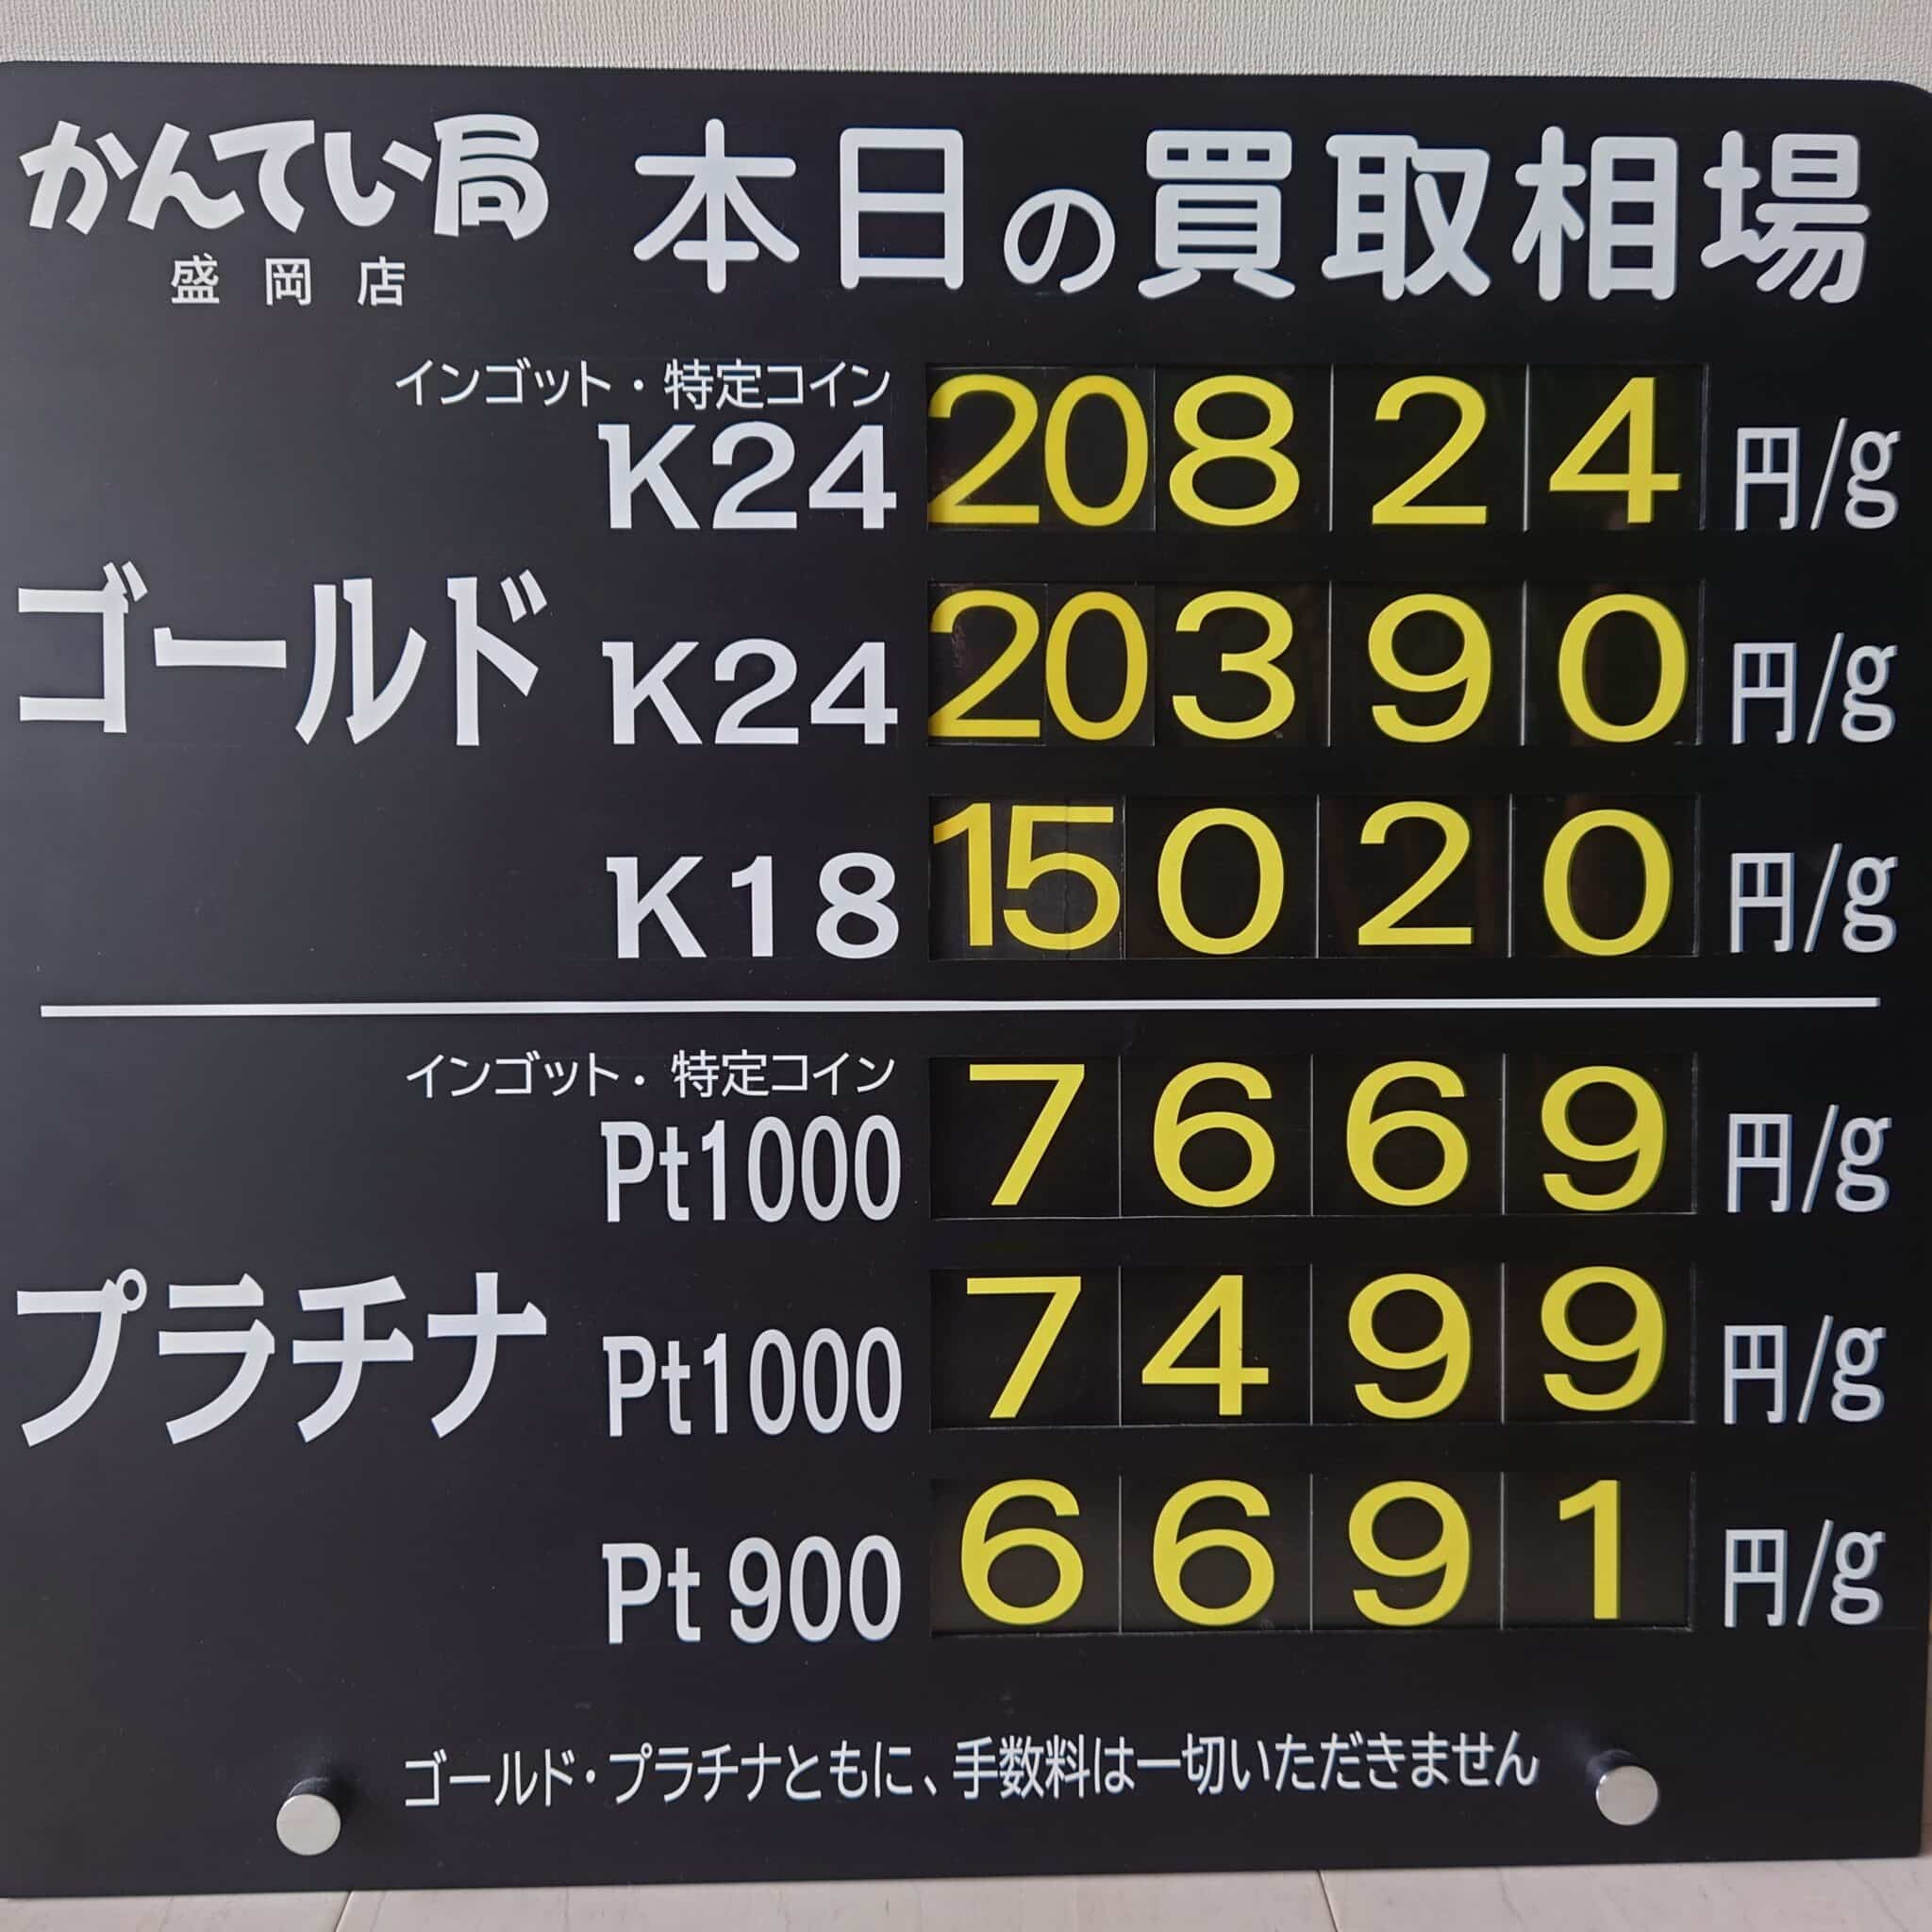 かんてい局 本日の買取相場
盛岡店
インゴット・特定コイン
K24 20824 円/g
ゴールド K24 20390 円/g
K18 15020 円/g
インゴット・特定コイン
Pt1000 7669 円/g
プラチナ Pt1000 7499 円/g
Pt 900 6691 円/g
ゴールド・プラチナともに、手数料は一切いただきません